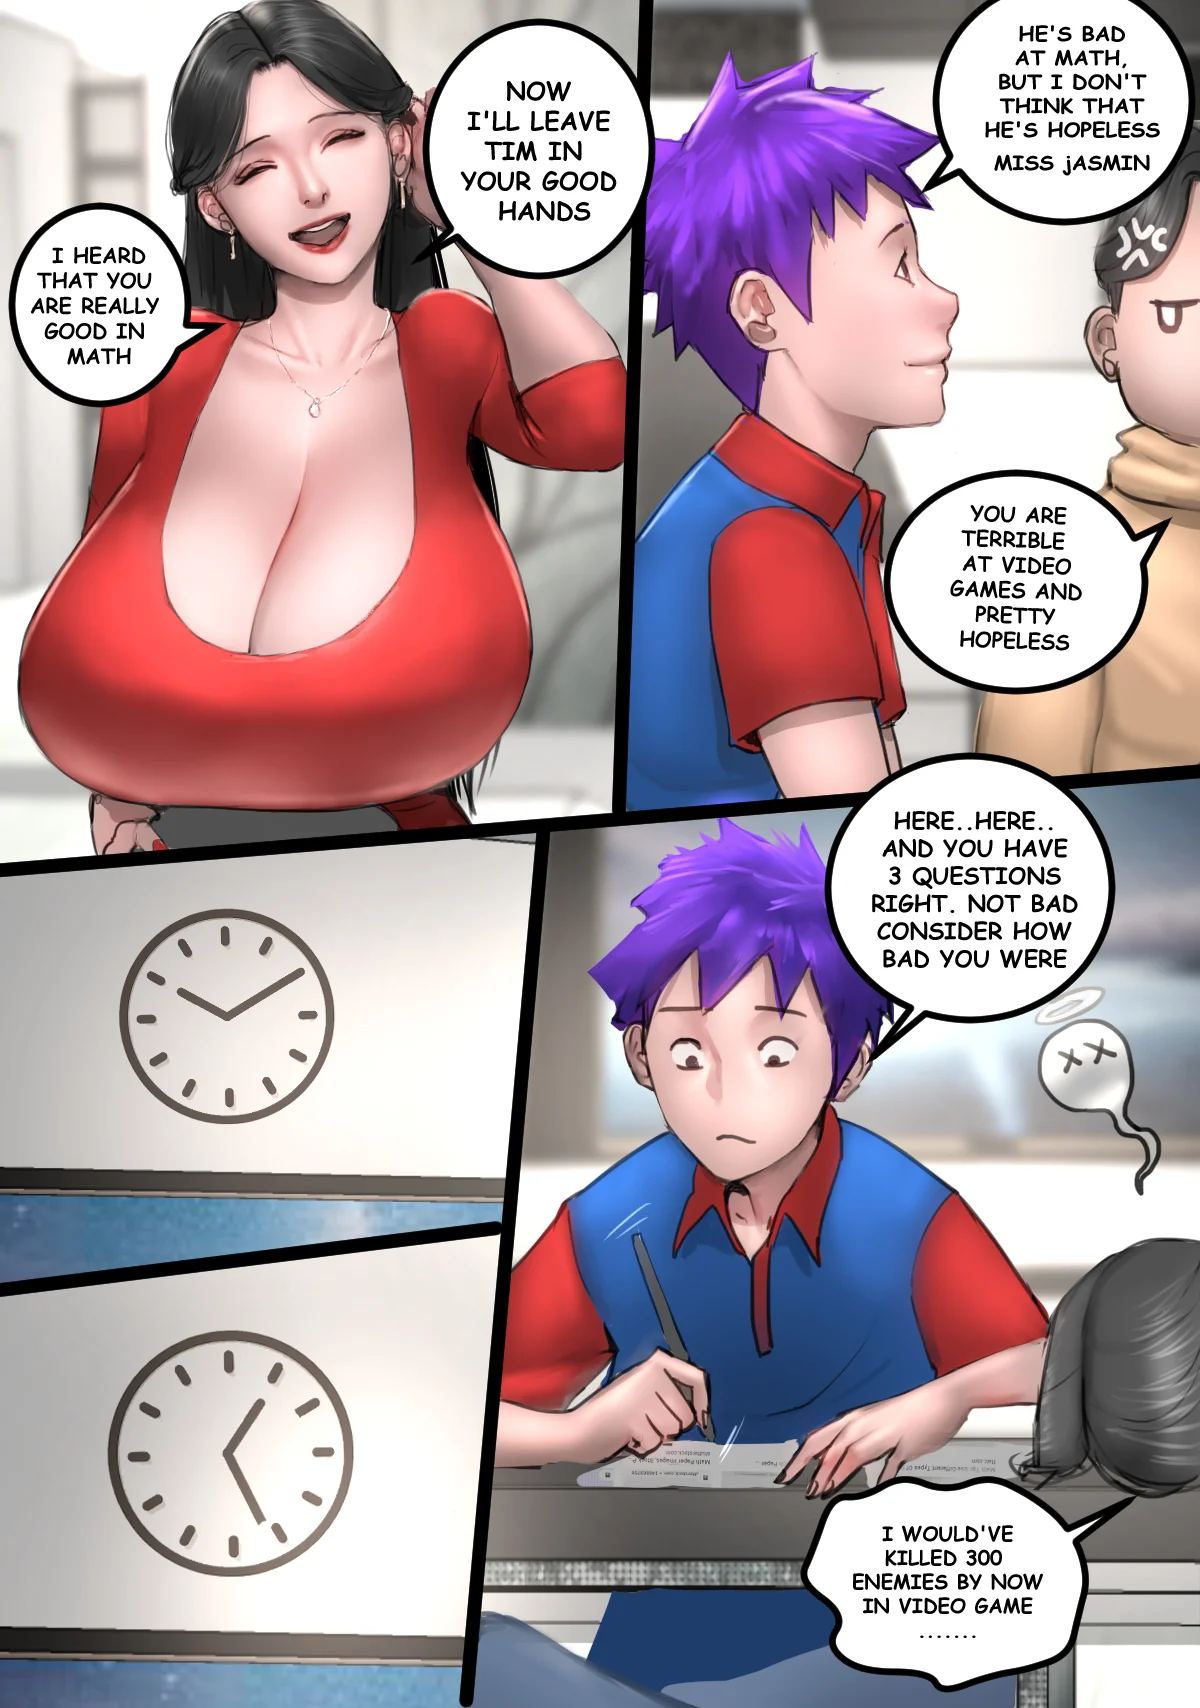 I HEARD
THAT YOU
ARE REALLY
GOOD IN
MATH
NOW
I'LL LEAVE
TIM IN
YOUR GOOD
HANDS
HE'S BAD
AT MATH,
BUT I DON'T
THINK THAT
HE'S HOPELESS
MISS jASMIN
YOU ARE
TERRIBLE
AT VIDEO
GAMES AND
PRETTY
HOPELESS
HERE..HERE..
AND YOU HAVE
3 QUESTIONS
RIGHT. NOT BAD
CONSIDER HOW
BAD YOU WERE
I WOULD'VE
KILLED 300
ENEMIES BY NOW
IN VIDEO GAME
.......